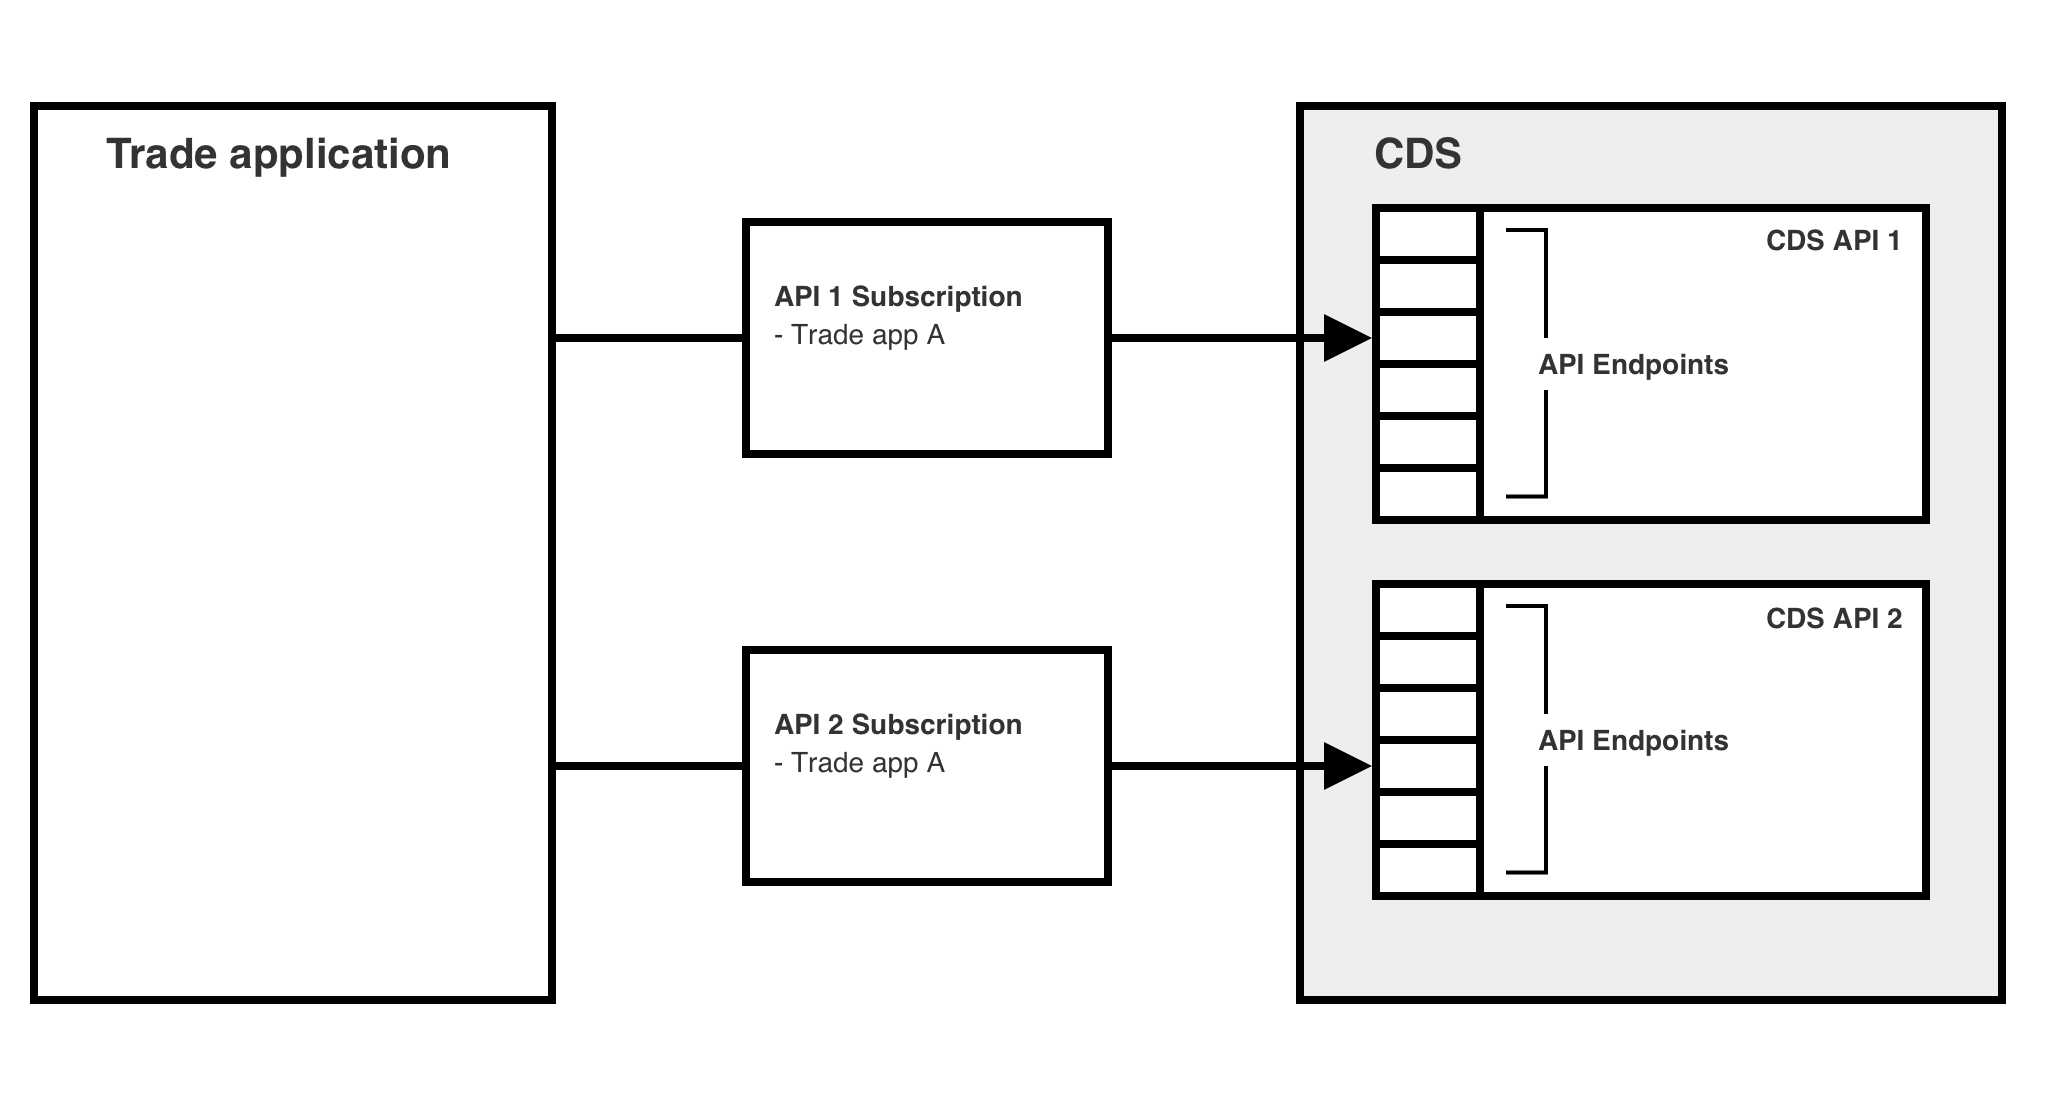 Trade application
API 1 Subscription
- Trade app A
API 2 Subscription
- Trade app A
CDS
CDS API 1
API Endpoints
CDS API 2
API Endpoints